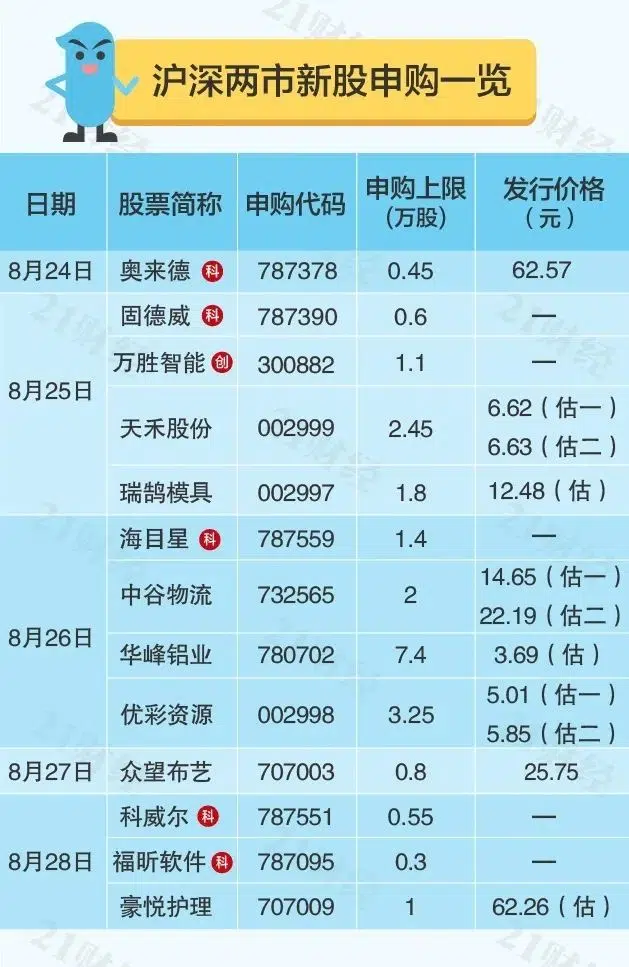 沪深两市新股申购一览
日期 股票简称 申购代码 申购上限(万股) 发行价格(元)
8月24日 奥来德 科 787378 0.45 62.57
8月25日 固德威 科 787390 0.6 —
万胜智能 创 300882 1.1 —
天禾股份 002999 2.45 6.62(估一)
6.63(估二)
瑞鹄模具 002997 1.8 12.48(估)
8月26日 海目星 科 787559 1.4 —
中谷物流 732565 2 14.65(估一)
22.19(估二)
华峰铝业 780702 7.4 3.69(估)
优彩资源 002998 3.25 5.01(估一)
5.85(估二)
8月27日 众望布艺 707003 0.8 25.75
8月28日 科威尔 科 787551 0.55 —
福昕软件 科 787095 0.3 —
豪悦护理 707009 1 62.26(估)
21财经